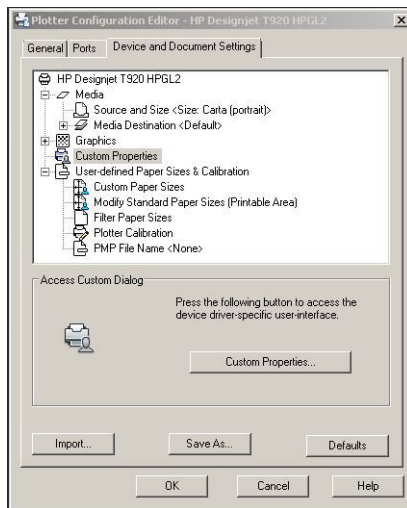 Plotter Configuration Editor - HP Designjet T920 HPGL2
General Ports Device and Document Settings
HP Designjet T920 HPGL2
Media
Source and Size <Size: Carta (portrait)>
Media Destination <Default>
Graphics
Custom Properties
User-defined Paper Sizes & Calibration
Custom Paper Sizes
Modify Standard Paper Sizes (Printable Area)
Filter Paper Sizes
Plotter Calibration
PMP File Name <None>
Access Custom Dialog
Press the following button to access the
device driver-specific user-interface.
Custom Properties...
Import... Save As... Defaults
OK Cancel Help